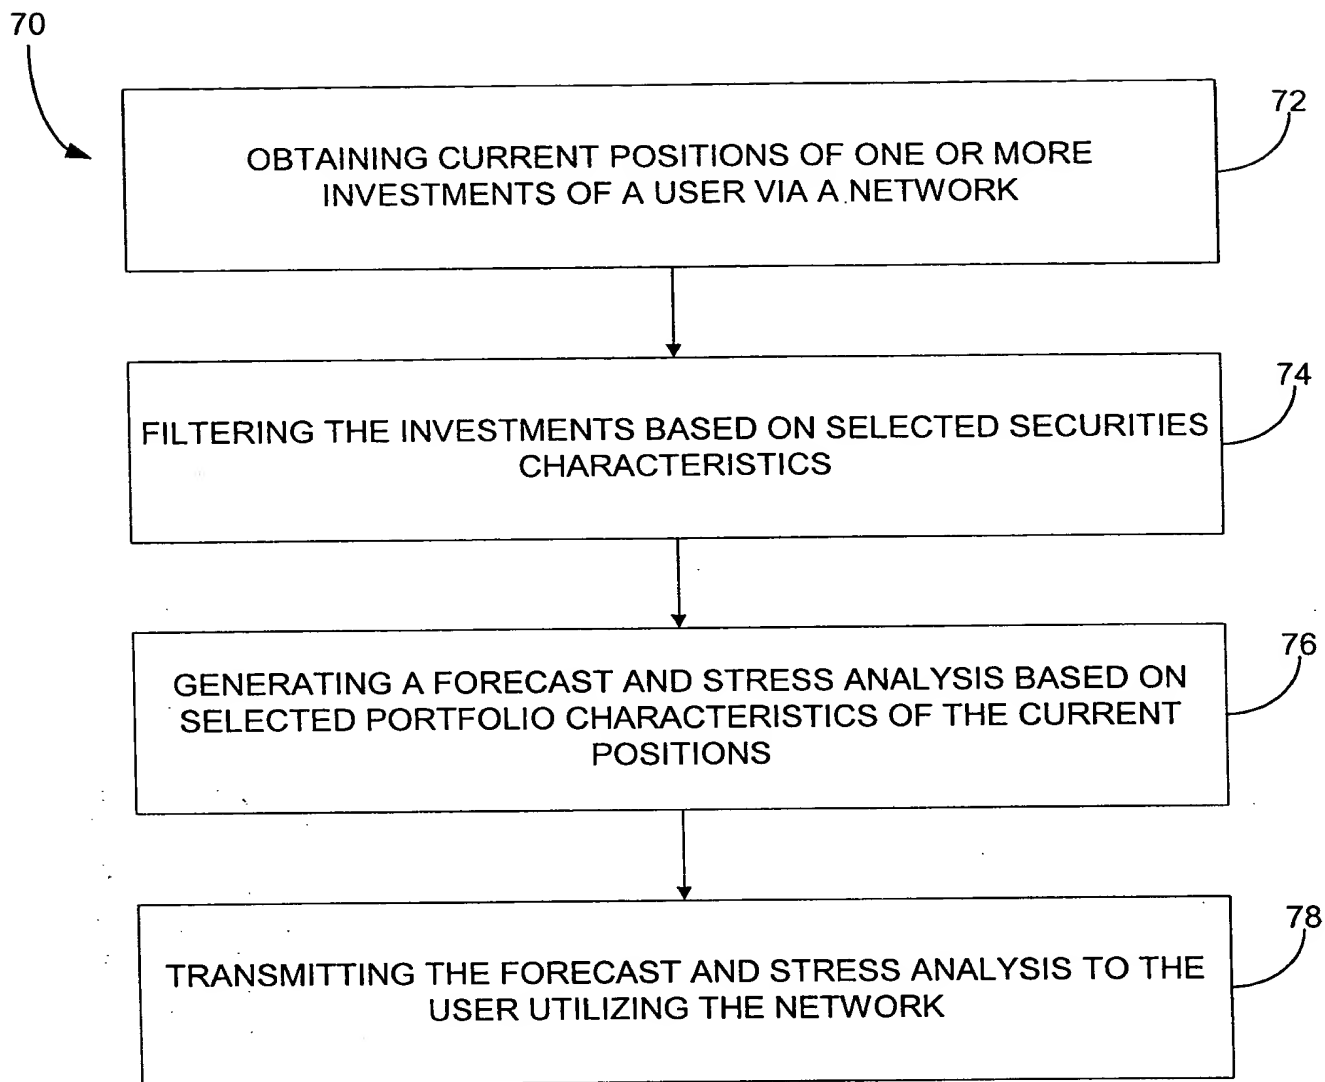 70
72
OBTAINING CURRENT POSITIONS OF ONE OR MORE
INVESTMENTS OF A USER VIA A NETWORK
74
FILTERING THE INVESTMENTS BASED ON SELECTED SECURITIES
CHARACTERISTICS
76
GENERATING A FORECAST AND STRESS ANALYSIS BASED ON
SELECTED PORTFOLIO CHARACTERISTICS OF THE CURRENT
POSITIONS
78
TRANSMITTING THE FORECAST AND STRESS ANALYSIS TO THE
USER UTILIZING THE NETWORK